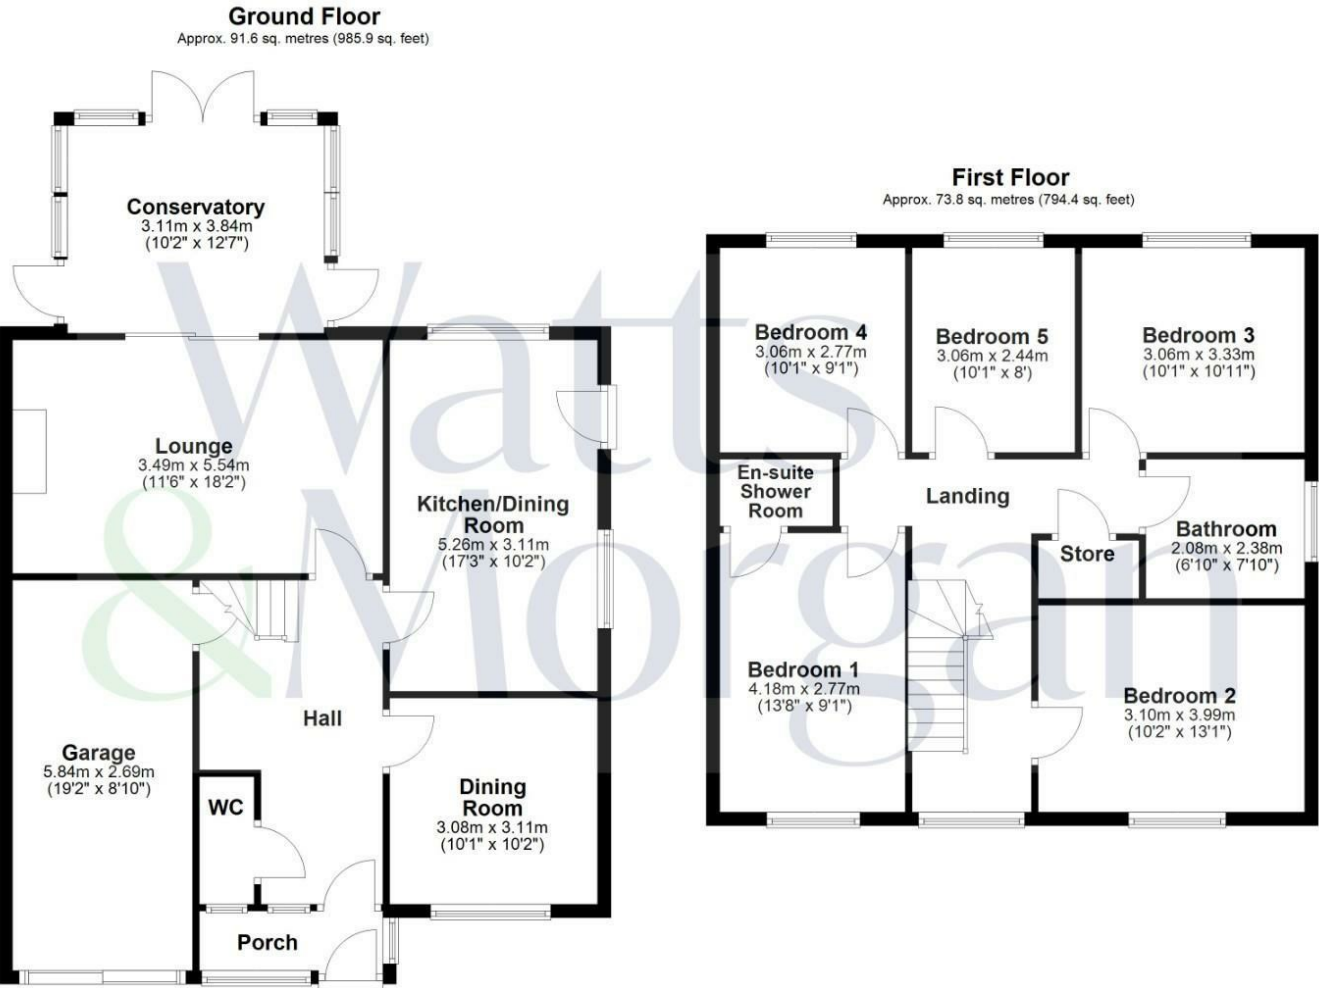 Ground Floor
Approx. 91.6 sq. metres (985.9 sq. feet)
Conservatory
3.11m x 3.84m
(10'2" x 12'7")
Lounge
3.49m x 5.54m
(11'6" x 18'2")
Kitchen/Dining
Room
5.26m x 3.11m
(17'3" x 10'2")
Hall
Garage
5.84m x 2.69m
(19'2" x 8'10")
WC
Dining
Room
3.08m x 3.11m
(10'1" x 10'2")
Porch
First Floor
Approx. 73.8 sq. metres (794.4 sq. feet)
Bedroom 4
3.06m x 2.77m
(10'1" x 9'1")
Bedroom 5
3.06m x 2.44m
(10'1" x 8')
Bedroom 3
3.06m x 3.33m
(10'1" x 10'11")
En-suite
Shower
Room
Landing
Store
Bathroom
2.08m x 2.38m
(6'10" x 7'10")
Bedroom 1
4.18m x 2.77m
(13'8" x 9'1")
Bedroom 2
3.10m x 3.99m
(10'2" x 13'1")
Watts
&Morgan